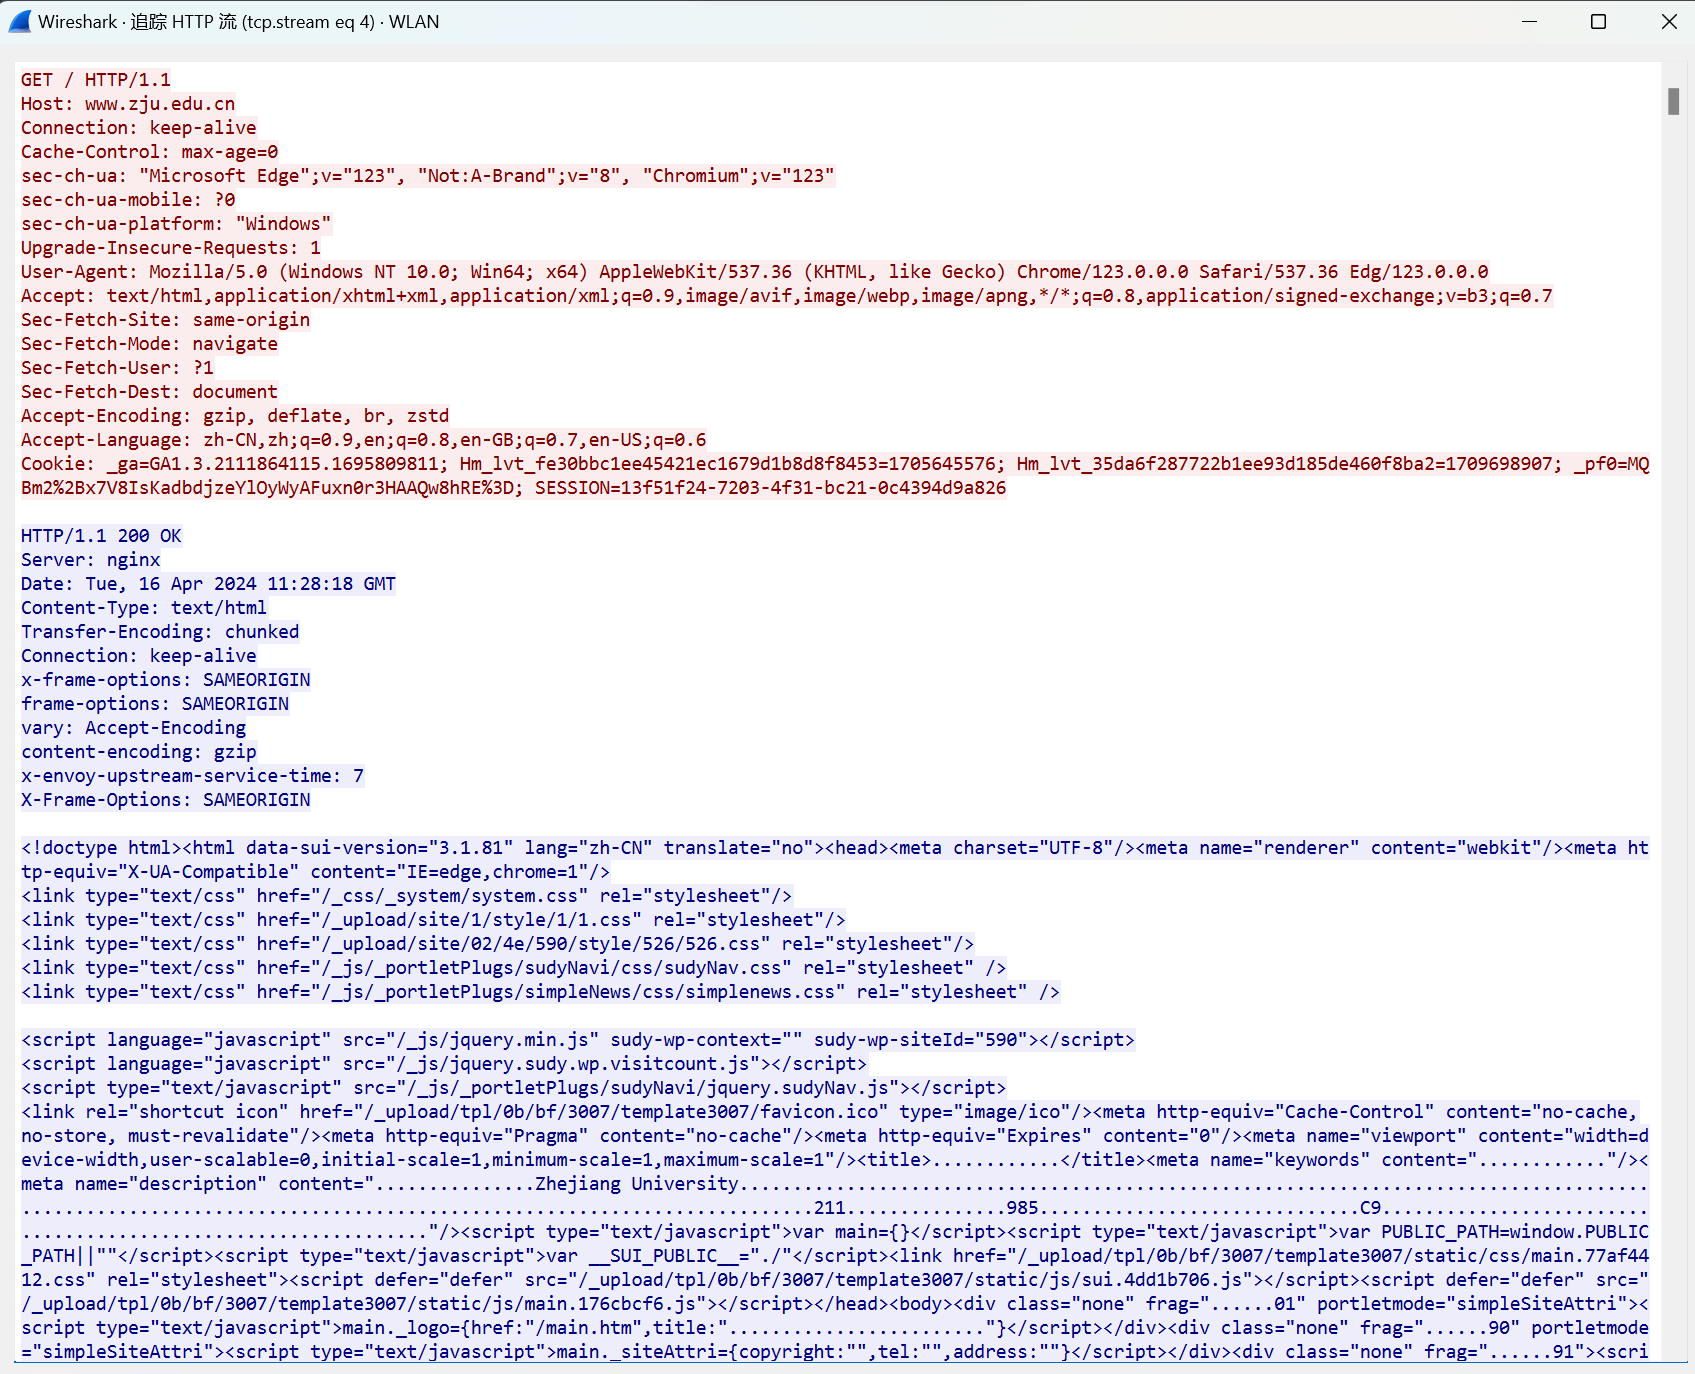 Wireshark · 追踪 HTTP 流 (tcp.stream eq 4) · WLAN
GET / HTTP/1.1
Host: www.zju.edu.cn
Connection: keep-alive
Cache-Control: max-age=0
sec-ch-ua: "Microsoft Edge";v="123", "Not:A-Brand";v="8", "Chromium";v="123"
sec-ch-ua-mobile: ?0
sec-ch-ua-platform: "Windows"
Upgrade-Insecure-Requests: 1
User-Agent: Mozilla/5.0 (Windows NT 10.0; Win64; x64) AppleWebKit/537.36 (KHTML, like Gecko) Chrome/123.0.0.0 Safari/537.36 Edg/123.0.0.0
Accept: text/html,application/xhtml+xml,application/xml;q=0.9,image/avif,image/webp,image/apng,*/*;q=0.8,application/signed-exchange;v=b3;q=0.7
Sec-Fetch-Site: same-origin
Sec-Fetch-Mode: navigate
Sec-Fetch-User: ?1
Sec-Fetch-Dest: document
Accept-Encoding: gzip, deflate, br, zstd
Accept-Language: zh-CN,zh;q=0.9,en;q=0.8,en-GB;q=0.7,en-US;q=0.6
Cookie: _ga=GA1.3.2111864115.1695809811; Hm_lvt_fe30bbc1ee45421ec1679d1b8d8f8453=1705645576; Hm_lvt_35da6f287722b1ee93d185de460f8ba2=1709698907; _pf0=MQ
Bm2%2Bx7V8IsKadbdjzeYlOyWyAFuxn0r3HAAQw8hRE%3D; SESSION=13f51f24-7203-4f31-bc21-0c4394d9a826
HTTP/1.1 200 OK
Server: nginx
Date: Tue, 16 Apr 2024 11:28:18 GMT
Content-Type: text/html
Transfer-Encoding: chunked
Connection: keep-alive
x-frame-options: SAMEORIGIN
frame-options: SAMEORIGIN
vary: Accept-Encoding
content-encoding: gzip
x-envoy-upstream-service-time: 7
X-Frame-Options: SAMEORIGIN
<!doctype html><html data-sui-version="3.1.81" lang="zh-CN" translate="no"><head><meta charset="UTF-8"/><meta name="renderer" content="webkit"/><meta ht
tp-equiv="X-UA-Compatible" content="IE=edge,chrome=1"/>
<link type="text/css" href="/_css/_system/system.css" rel="stylesheet"/>
<link type="text/css" href="/_upload/site/1/style/1/1.css" rel="stylesheet"/>
<link type="text/css" href="/_upload/site/02/4e/590/style/526/526.css" rel="stylesheet"/>
<link type="text/css" href="/_js/_portletPlugs/sudyNavi/css/sudyNav.css" rel="stylesheet" />
<link type="text/css" href="/_js/_portletPlugs/simpleNews/css/simplenews.css" rel="stylesheet" />
<script language="javascript" src="/_js/jquery.min.js" sudy-wp-context="" sudy-wp-siteId="590"></script>
<script language="javascript" src="/_js/jquery.sudy.wp.visitcount.js"></script>
<script type="text/javascript" src="/_js/_portletPlugs/sudyNavi/jquery.sudyNav.js"></script>
<link rel="shortcut icon" href="/_upload/tpl/0b/bf/3007/template3007/favicon.ico" type="image/ico"/><meta http-equiv="Cache-Control" content="no-cache,
no-store, must-revalidate"/><meta http-equiv="Pragma" content="no-cache"/><meta http-equiv="Expires" content="0"/><meta name="viewport" content="width=d
evice-width,user-scalable=0,initial-scale=1,minimum-scale=1,maximum-scale=1"/><title>............</title><meta name="keywords" content="............"/><
meta name="description" content="...............Zhejiang University.....................................................................................
..........................................................................211...............985..............................C9.........................
......................................"/><script type="text/javascript">var main={}</script><script type="text/javascript">var PUBLIC_PATH=window.PUBLIC
_PATH||""</script><script type="text/javascript">var __SUI_PUBLIC__="./"</script><link href="/_upload/tpl/0b/bf/3007/template3007/static/css/main.77af44
12.css" rel="stylesheet"><script defer="defer" src="/_upload/tpl/0b/bf/3007/template3007/static/js/sui.4dd1b706.js"></script><script defer="defer" src="
/_upload/tpl/0b/bf/3007/template3007/static/js/main.176cbcf6.js"></script></head><body><div class="none" frag="......01" portletmode="simpleSiteAttri"><
script type="text/javascript">main._logo={href:"/main.htm",title:"........................"}</script></div><div class="none" frag="......90" portletmode
="simpleSiteAttri"><script type="text/javascript">main._siteAttri={copyright:"",tel:"",address:""}</script></div><div class="none" frag="......91"><scri